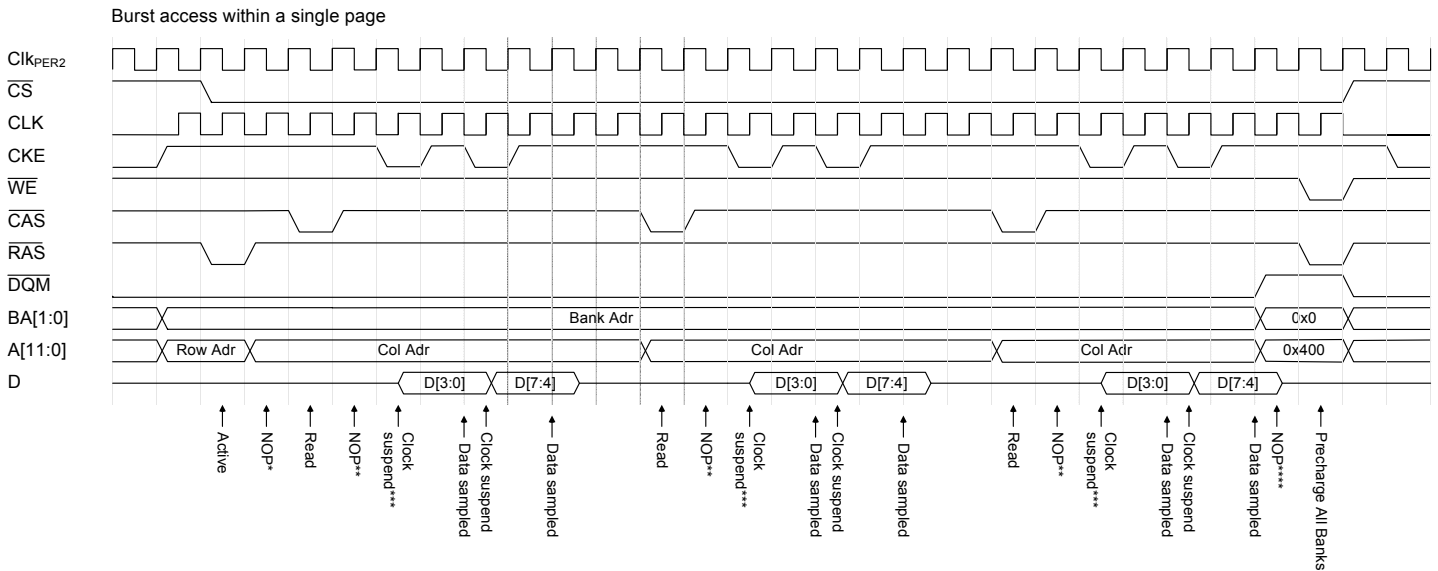 Burst access within a single page
ClkPER2
CS
CLK
CKE
WE
CAS
RAS
DQM
BA[1:0] Bank Adr 0x0
A[11:0] Row Adr Col Adr Col Adr Col Adr 0x400
D D[3:0] D[7:4] D[3:0] D[7:4] D[3:0] D[7:4]
Active
NOP*
Read
NOP**
Clock
suspend***
Data sampled
Clock suspend
Data sampled
Read
NOP**
Clock
suspend***
Data sampled
Clock suspend
Data sampled
Read
NOP**
Clock
suspend***
Data sampled
Clock suspend
Data sampled
NOP****
Precharge All Banks